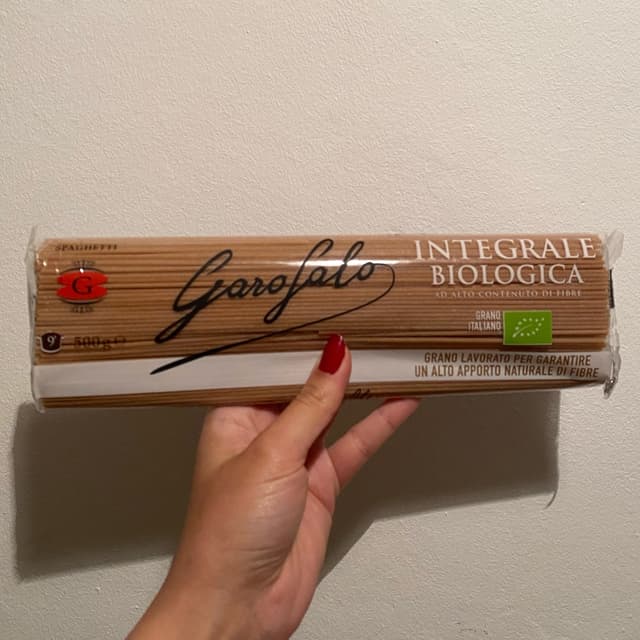 SPAGHETTI
G
9'
500g e
Garofalo
INTEGRALE
BIOLOGICA
AD ALTO CONTENUTO DI FIBRE
GRANO
ITALIANO
GRANO LAVORATO PER GARANTIRE
UN ALTO APPORTO NATURALE DI FIBRE